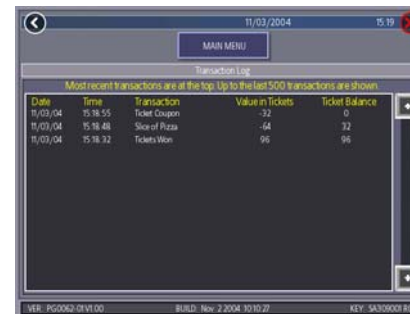 11/03/2004 15:19
MAIN MENU
Transaction Log
Most recent transactions are at the top. Up to the last 500 transactions are shown.
Date Time Transaction Value in Tickets Ticket Balance
11/03/04 15:18:55 Ticket Coupon -32 0
11/03/04 15:18:48 Slice of Pizza -64 32
11/03/04 15:18:32 Tickets Won 96 96
VER: PG0062-01V1.00 BUILD: Nov 2 2004 10:10:27 KEY: SA309001